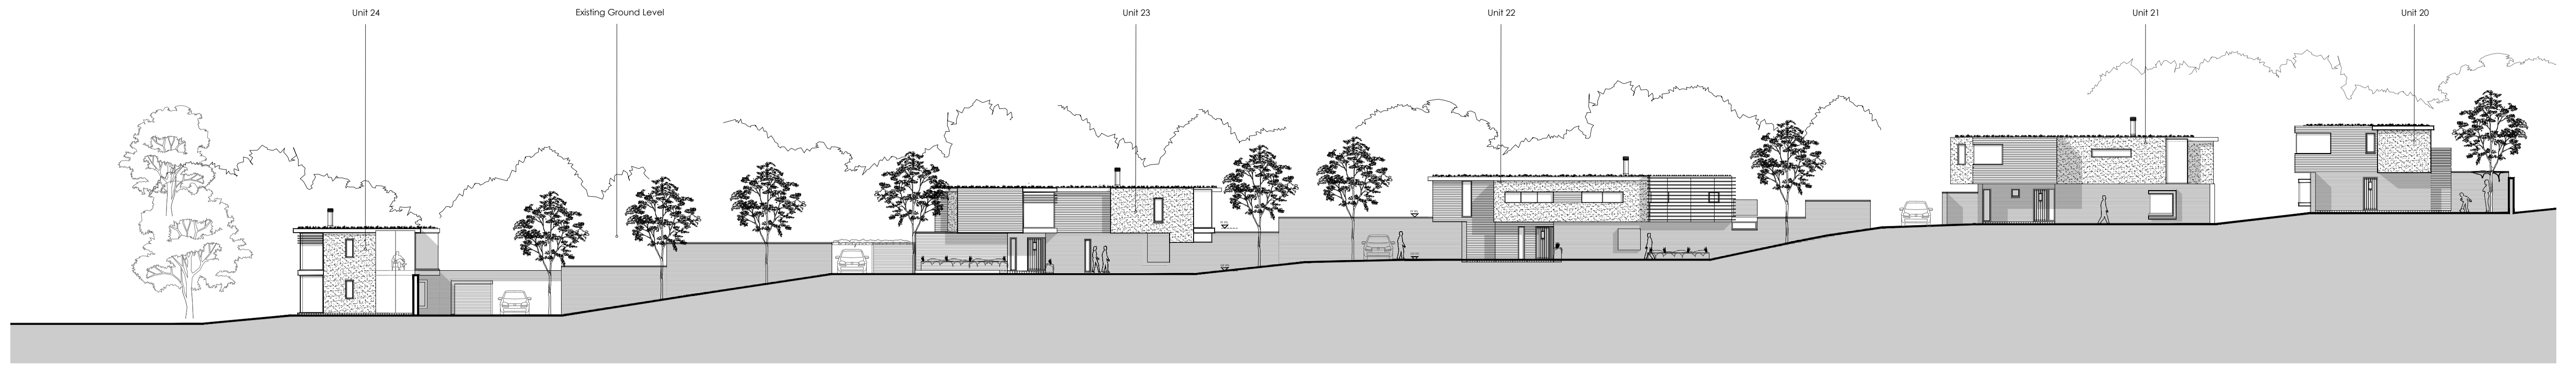 Unit 24
Existing Ground Level
Unit 23
Unit 22
Unit 21
Unit 20